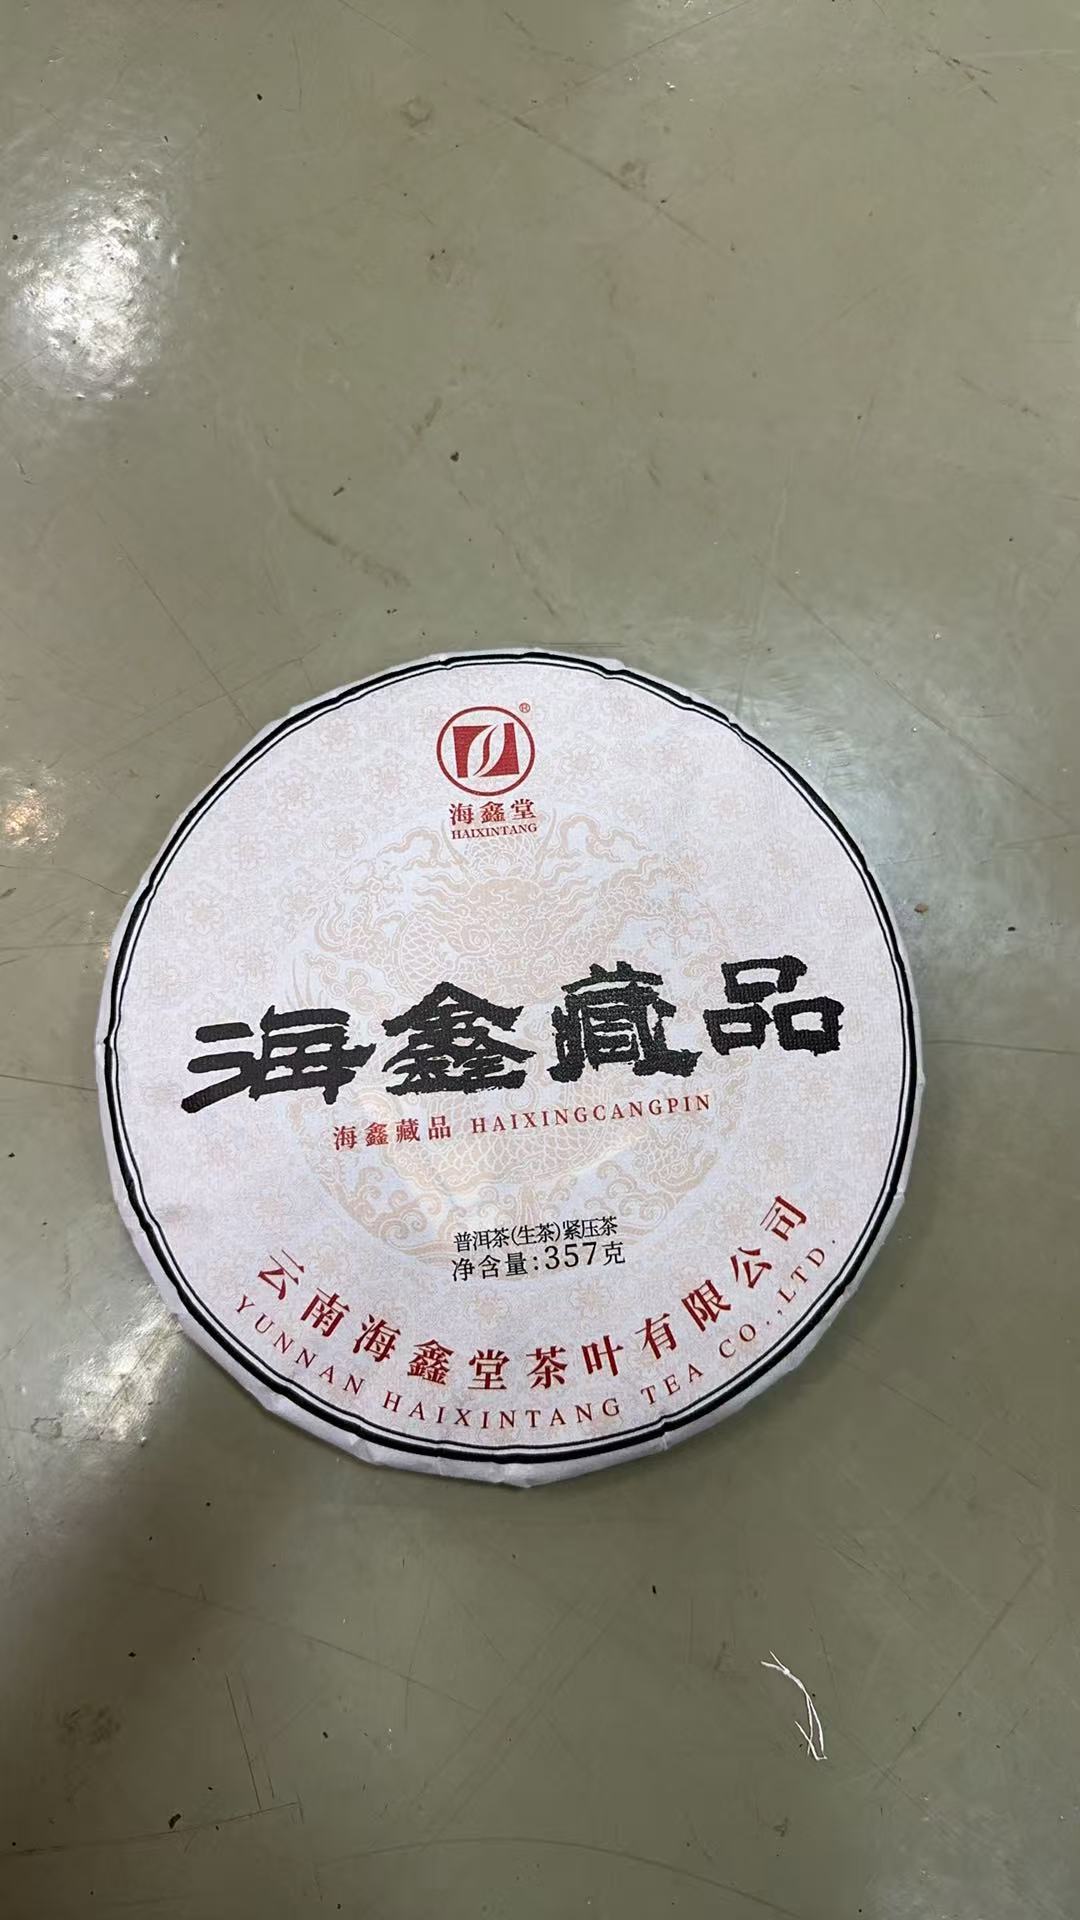 ®
海鑫堂
HAIXINTANG
海鑫藏品
海鑫藏品 HAIXINGCANGPIN
普洱茶(生茶)紧压茶
净含量:357克
云南海鑫堂茶叶有限公司
YUNNAN HAIXINTANG TEA CO.,LTD.